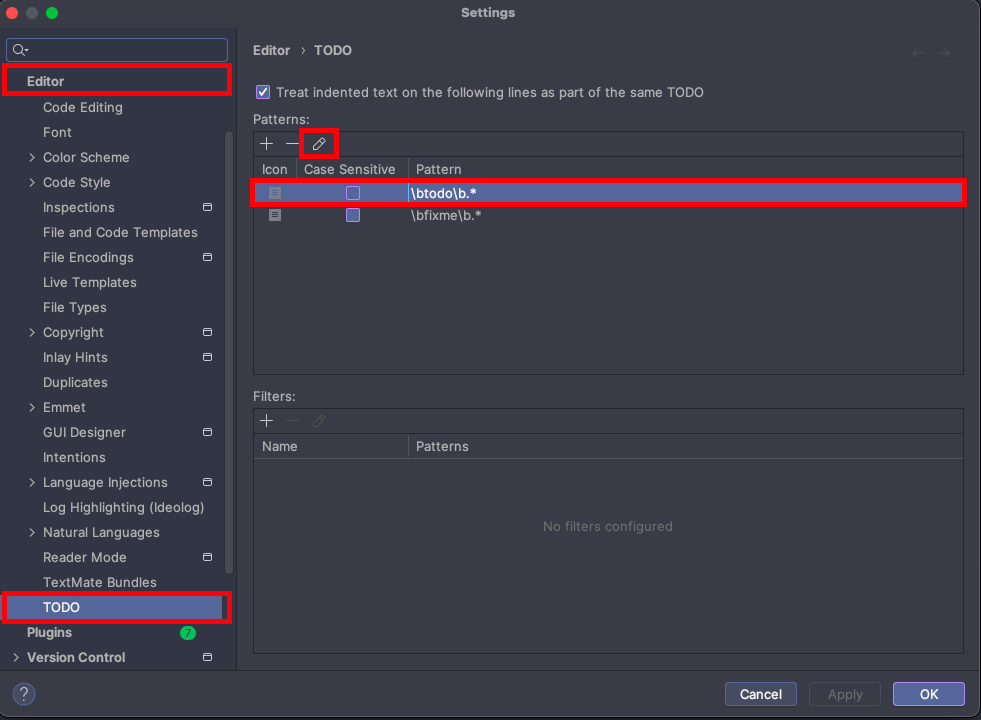 Settings
Editor
Code Editing
Font
Color Scheme
Code Style
Inspections
File and Code Templates
File Encodings
Live Templates
File Types
Copyright
Inlay Hints
Duplicates
Emmet
GUI Designer
Intentions
Language Injections
Log Highlighting (Ideolog)
Natural Languages
Reader Mode
TextMate Bundles
TODO
Plugins 7
Version Control
Editor › TODO
Treat indented text on the following lines as part of the same TODO
Patterns:
Icon Case Sensitive Pattern
\btodo\b.*
\bfixme\b.*
Filters:
Name Patterns
No filters configured
? Cancel Apply OK